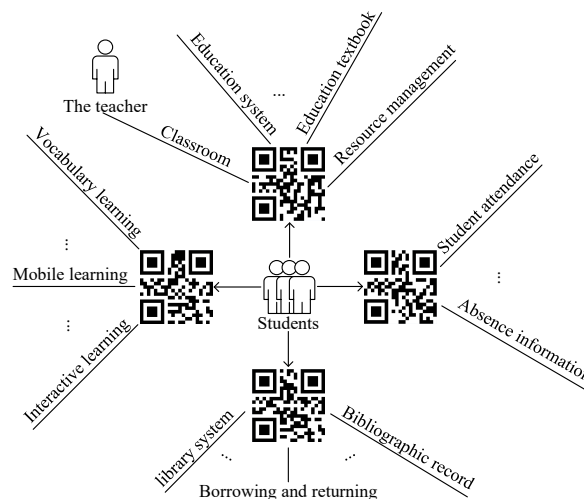 The teacher
Classroom
Education system
...
Education textbook
Resource management
Vocabulary learning
...
Mobile learning
...
Interactive learning
Students
Student attendance
...
Absence information
library system
...
Borrowing and returning
...
Bibliographic record